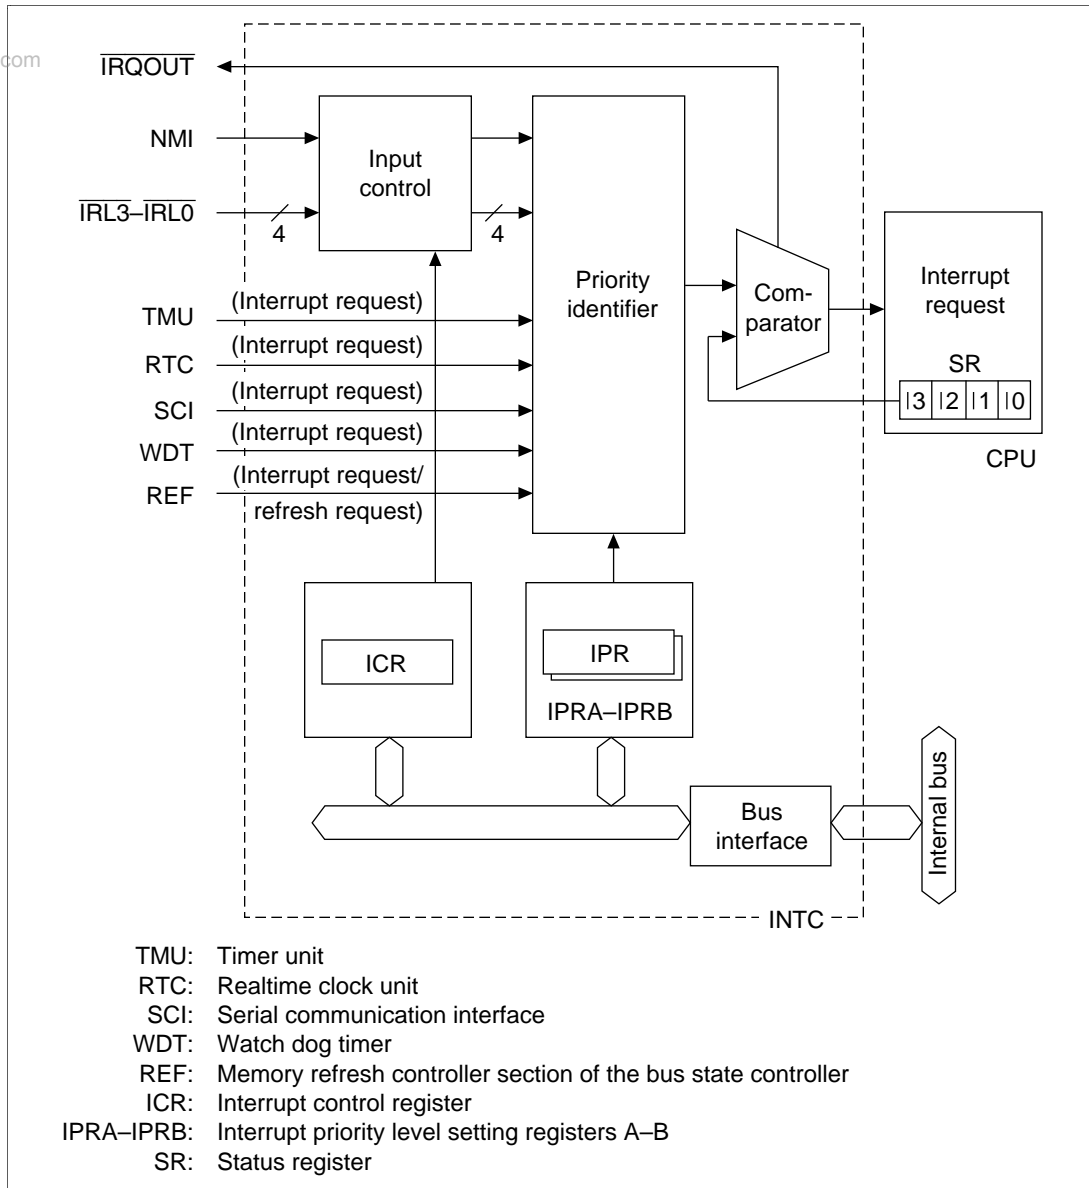 com
IRQOUT
NMI
IRL3–IRL0
4
Input
control
4
Priority
identifier
Com-
parator
Interrupt
request
SR
I3 I2 I1 I0
CPU
TMU
(Interrupt request)
RTC
(Interrupt request)
SCI
(Interrupt request)
WDT
(Interrupt request)
REF
(Interrupt request/
refresh request)
ICR
IPR
IPRA–IPRB
Bus
interface
Internal bus
INTC
TMU: Timer unit
RTC: Realtime clock unit
SCI: Serial communication interface
WDT: Watch dog timer
REF: Memory refresh controller section of the bus state controller
ICR: Interrupt control register
IPRA–IPRB: Interrupt priority level setting registers A–B
SR: Status register